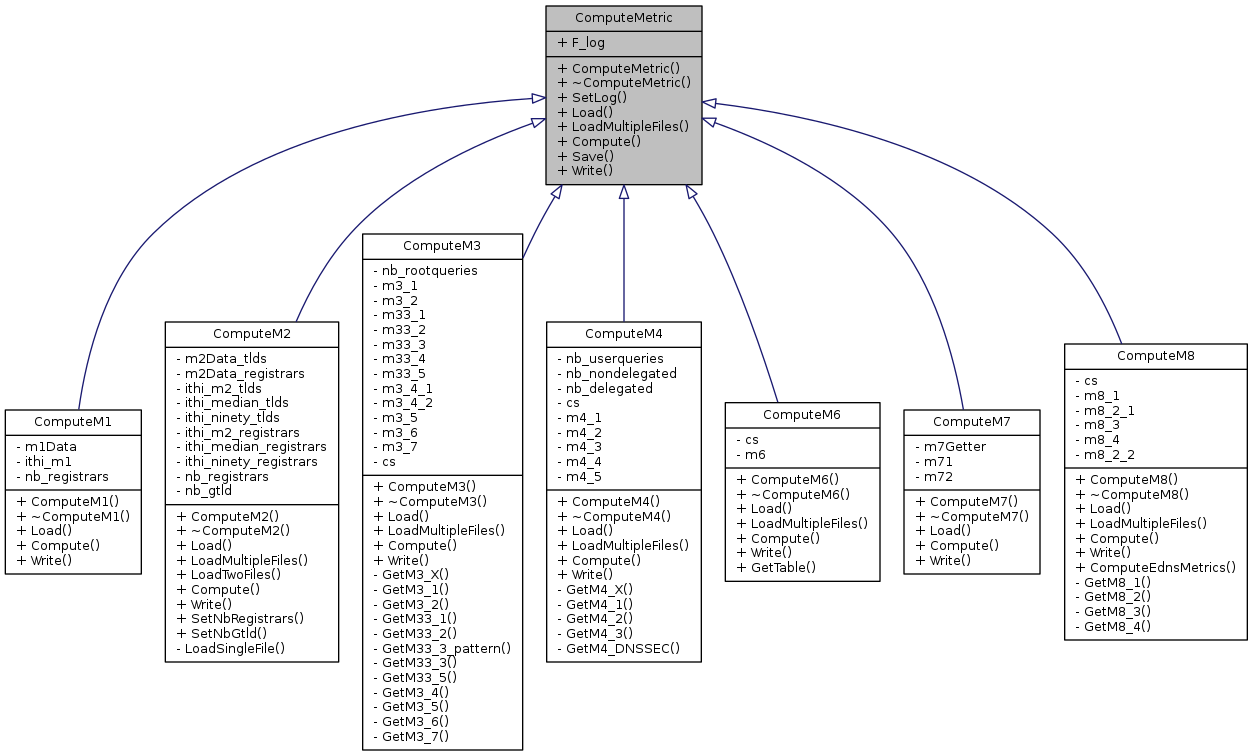 ComputeMetric
+ F_log
+ ComputeMetric()
+ ~ComputeMetric()
+ SetLog()
+ Load()
+ LoadMultipleFiles()
+ Compute()
+ Save()
+ Write()
ComputeM1
- m1Data
- ithi_m1
- nb_registrars
+ ComputeM1()
+ ~ComputeM1()
+ Load()
+ Compute()
+ Write()
ComputeM2
- m2Data_tlds
- m2Data_registrars
- ithi_m2_tlds
- ithi_median_tlds
- ithi_ninety_tlds
- ithi_m2_registrars
- ithi_median_registrars
- ithi_ninety_registrars
- nb_registrars
- nb_gtld
+ ComputeM2()
+ ~ComputeM2()
+ Load()
+ LoadMultipleFiles()
+ LoadTwoFiles()
+ Compute()
+ Write()
+ SetNbRegistrars()
+ SetNbGtld()
- LoadSingleFile()
ComputeM3
- nb_rootqueries
- m3_1
- m3_2
- m33_1
- m33_2
- m33_3
- m33_4
- m33_5
- m3_4_1
- m3_4_2
- m3_5
- m3_6
- m3_7
- cs
+ ComputeM3()
+ ~ComputeM3()
+ Load()
+ LoadMultipleFiles()
+ Compute()
+ Write()
- GetM3_X()
- GetM3_1()
- GetM3_2()
- GetM33_1()
- GetM33_2()
- GetM33_3_pattern()
- GetM33_3()
- GetM33_5()
- GetM3_4()
- GetM3_5()
- GetM3_6()
- GetM3_7()
ComputeM4
- nb_userqueries
- nb_nondelegated
- nb_delegated
- cs
- m4_1
- m4_2
- m4_3
- m4_4
- m4_5
+ ComputeM4()
+ ~ComputeM4()
+ Load()
+ LoadMultipleFiles()
+ Compute()
+ Write()
- GetM4_X()
- GetM4_1()
- GetM4_2()
- GetM4_3()
- GetM4_DNSSEC()
ComputeM6
- cs
- m6
+ ComputeM6()
+ ~ComputeM6()
+ Load()
+ LoadMultipleFiles()
+ Compute()
+ Write()
+ GetTable()
ComputeM7
- m7Getter
- m71
- m72
+ ComputeM7()
+ ~ComputeM7()
+ Load()
+ Compute()
+ Write()
ComputeM8
- cs
- m8_1
- m8_2_1
- m8_3
- m8_4
- m8_2_2
+ ComputeM8()
+ ~ComputeM8()
+ Load()
+ LoadMultipleFiles()
+ Compute()
+ Write()
+ ComputeEdnsMetrics()
- GetM8_1()
- GetM8_2()
- GetM8_3()
- GetM8_4()